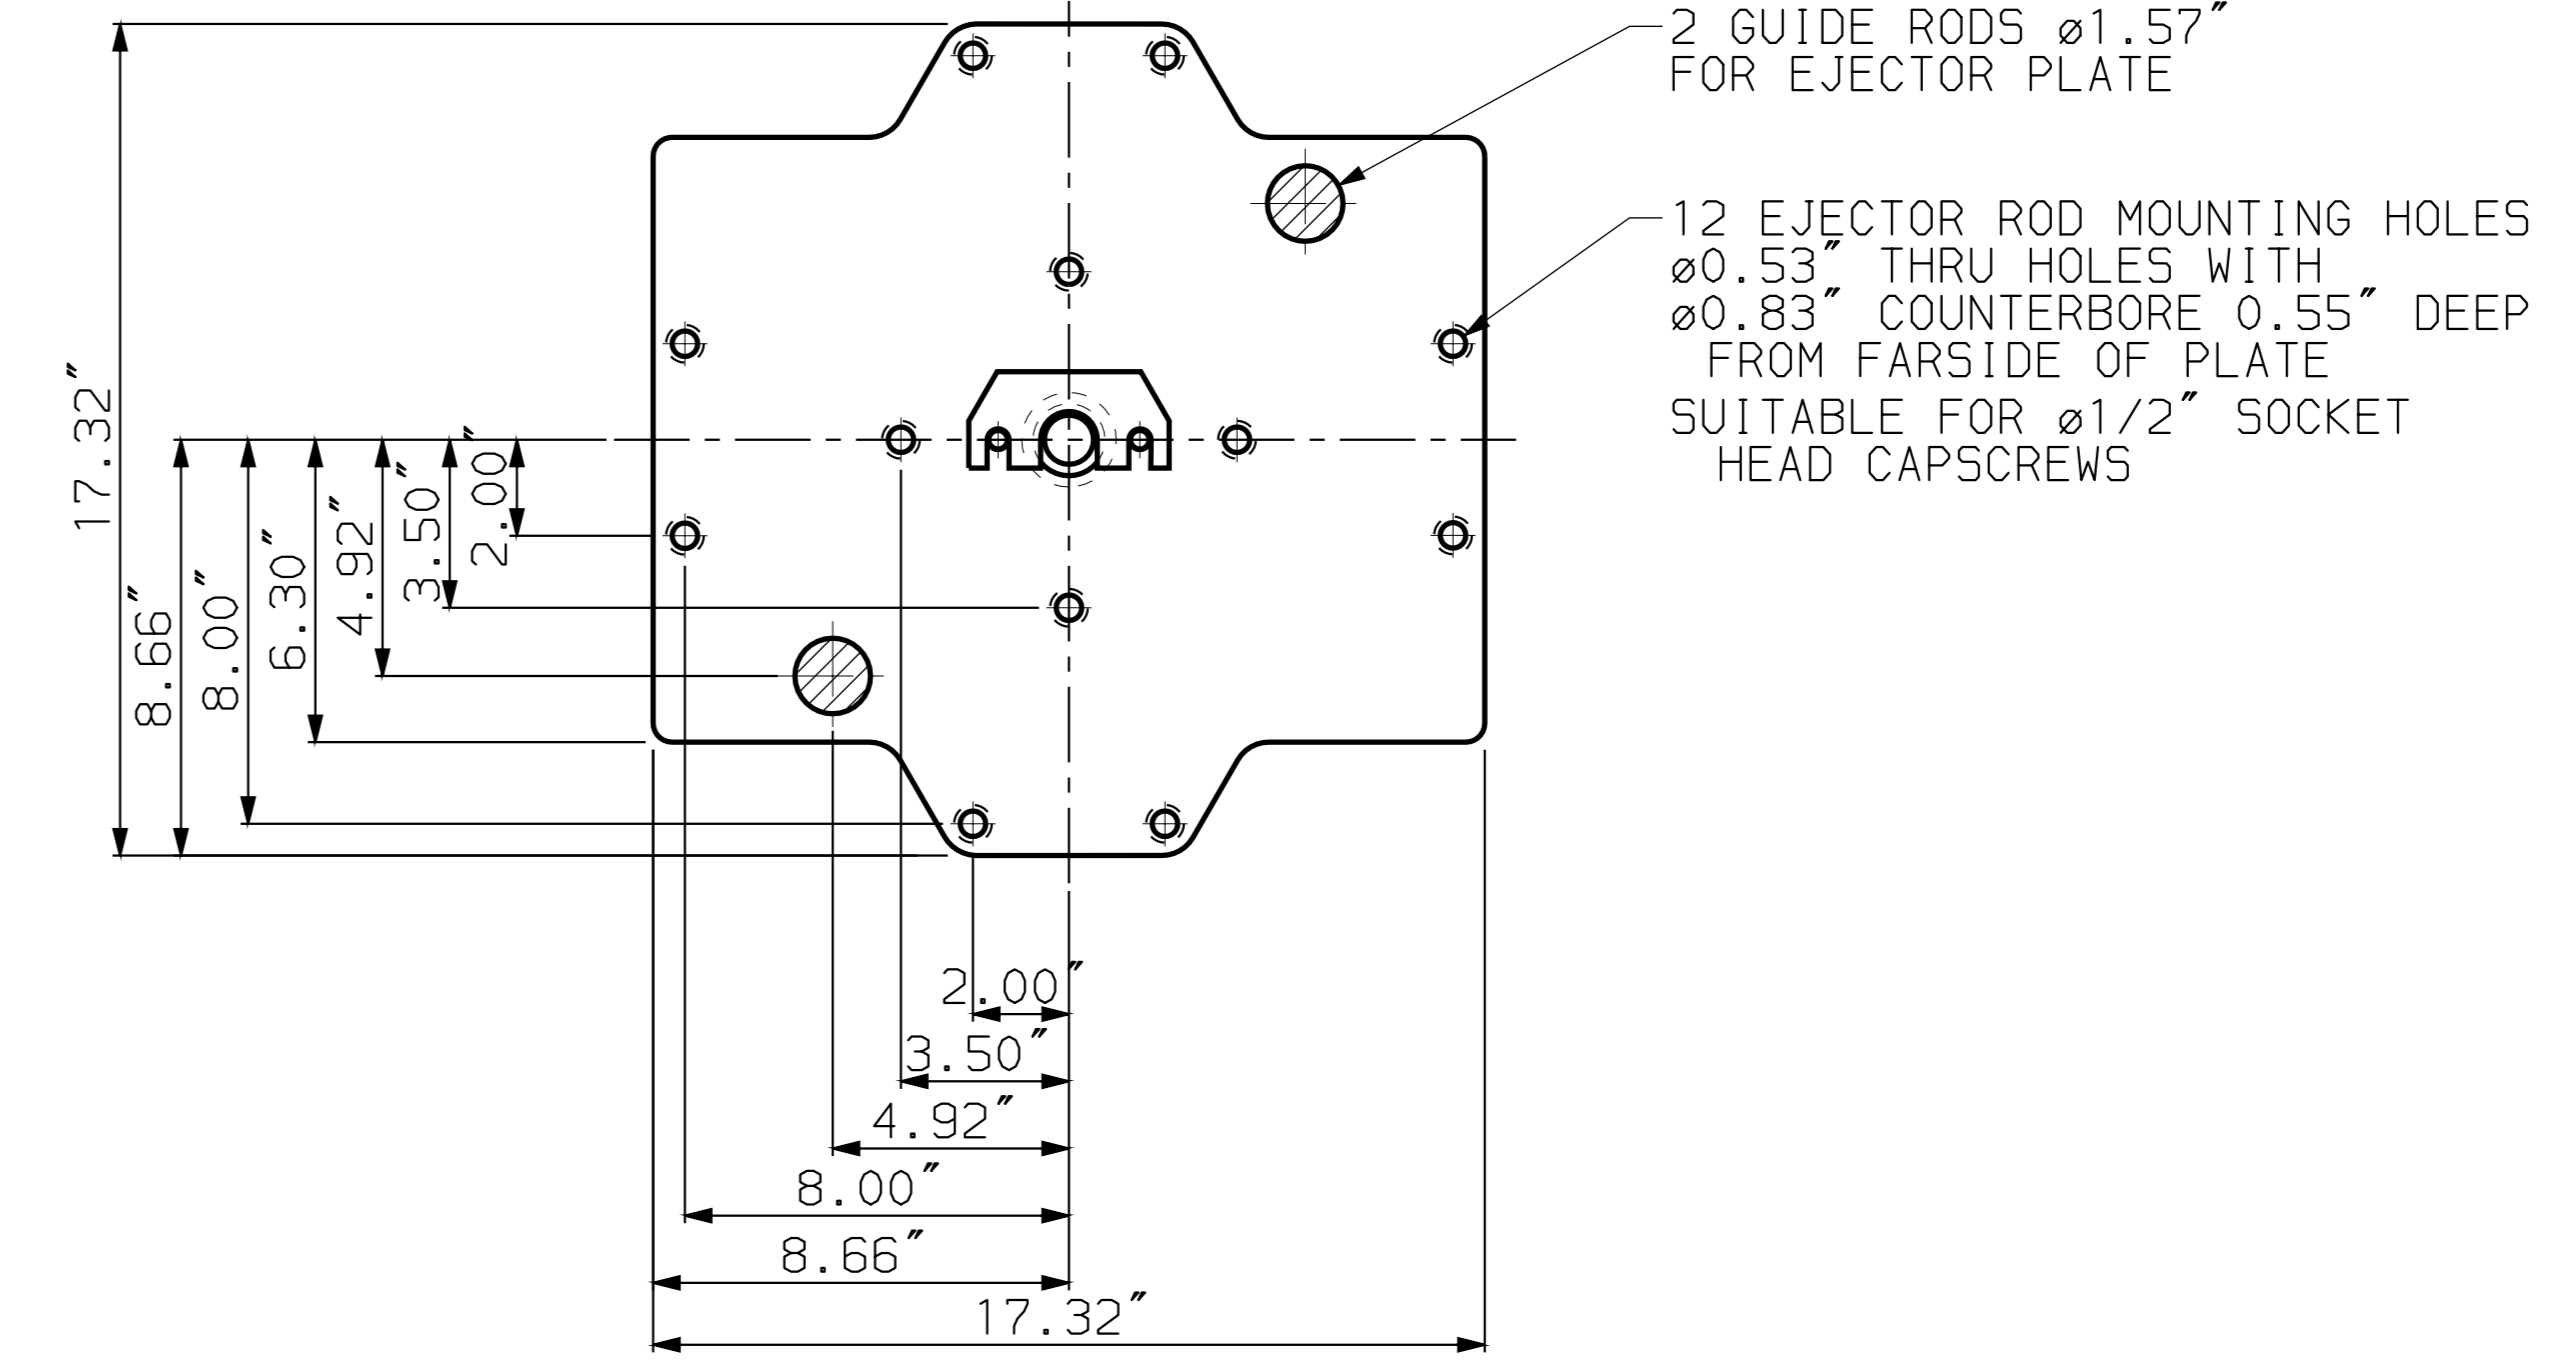 2 GUIDE RODS ø1.57"
FOR EJECTOR PLATE
12 EJECTOR ROD MOUNTING HOLES
ø0.53" THRU HOLES WITH
ø0.83" COUNTERBORE 0.55" DEEP
FROM FARSIDE OF PLATE
SUITABLE FOR ø1/2" SOCKET
HEAD CAPSCREWS
17.32"
8.66"
8.00"
6.30"
4.92"
3.50"
2.00"
2.00"
3.50"
4.92"
8.00"
8.66"
17.32"